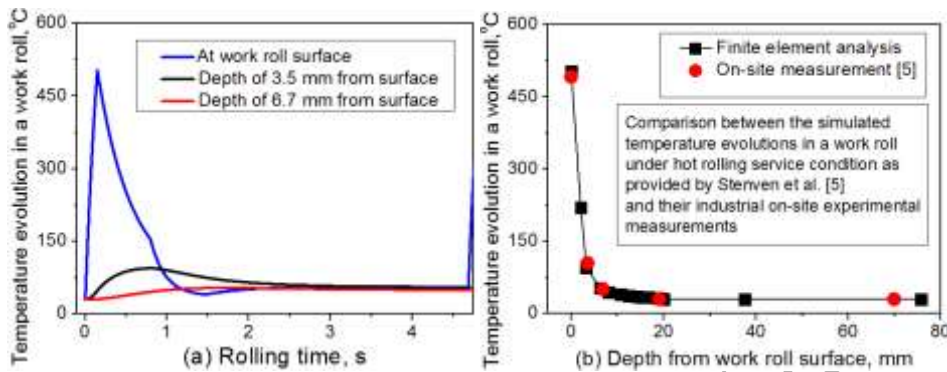 Temperature evolution in a work roll,°C
600
450
300
150
0
At work roll surface
Depth of 3.5 mm from surface
Depth of 6.7 mm from surface
0 1 2 3 4
(a) Rolling time, s
Temperature evolution in a work roll,°C
600
450
300
150
0
Finite element analysis
On-site measurement [5]
Comparison between the simulated
temperature evolutions in a work roll
under hot rolling service condition as
provided by Stenven et al. [5]
and their industrial on-site experimental
measurements
0 20 40 60 80
(b) Depth from work roll surface, mm